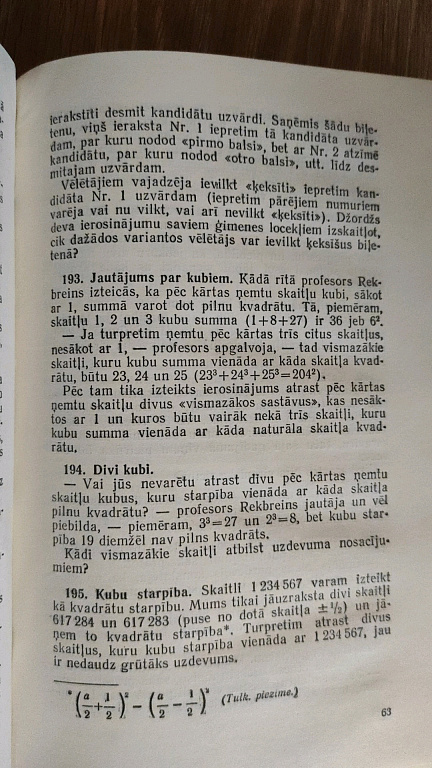 ierakstīti desmit kandidātu uzvārdi. Saņēmis šādu biļe-
tenu, viņš ieraksta Nr. 1 iepretim tā kandidāta uzvār-
dam, par kuru nodod «pirmo balsi», bet ar Nr. 2 atzīmē
kandidātu, par kuru nodod «otro balsi», utt. līdz des-
mitajam uzvārdam.
Vēlētājiem vajadzēja ievilkt «ķeksīti» iepretim kan-
didāta Nr. 1 uzvārdam (iepretim pārējiem numuriem
varēja vai nu vilkt, vai arī nevilkt «ķeksīti»). Džordžs
deva ierosinājumu saviem ģimenes locekļiem izskaitļot,
cik dažādos variantos vēlētājs var ievilkt ķeksīšus biļe-
tenā?
193. Jautājums par kubiem. Kādā rītā profesors Rek-
breins izteicās, ka pēc kārtas ņemtu skaitļu kubi, sākot
ar 1, summā varot dot pilnu kvadrātu. Tā, piemēram,
skaitļu 1, 2 un 3 kubu summa (1+8+27) ir 36 jeb 6².
— Ja turpretim ņemtu pēc kārtas trīs citus skaitļus,
nesākot ar 1, — profesors apgalvoja, — tad vismazākie
skaitļi, kuru kubu summa vienāda ar kāda skaitļa kvad-
rātu, būtu 23, 24 un 25 (23³+24³+25³=204²).
Pēc tam tika izteikts ierosinājums atrast pēc kārtas
ņemtu skaitļu divus «vismazākos sastāvus», kas nesāk-
tos ar 1 un kuros būtu vairāk nekā trīs skaitļi, kuru
kubu summa vienāda ar kāda naturāla skaitļa kvad-
rātu.
194. Divi kubi.
— Vai jūs nevarētu atrast divu pēc kārtas ņemtu
skaitļu kubus, kuru starpība vienāda ar kāda skaitļa
pilnu kvadrātu? — profesors Rekbreins jautāja un vēl
piebilda, — piemēram, 3³=27 un 2³=8, bet kubu star-
pība 19 diemžēl nav pilns kvadrāts.
Kādi vismazākie skaitļi atbilst uzdevuma nosacīju-
miem?
195. Kubu starpība. Skaitli 1 234 567 varam izteikt
kā kvadrātu starpību. Mums tikai jāuzraksta divi skaitļi
617 284 un 617 283 (puse no dotā skaitļa ±½) un jā-
ņem to kvadrātu starpība*. Turpretim atrast divus
skaitļus, kuru kubu starpība vienāda ar 1 234 567, jau
ir nedaudz grūtāks uzdevums.
* (a/2+1/2)² − (a/2−1/2)² (Tulk. piezīme.)
63